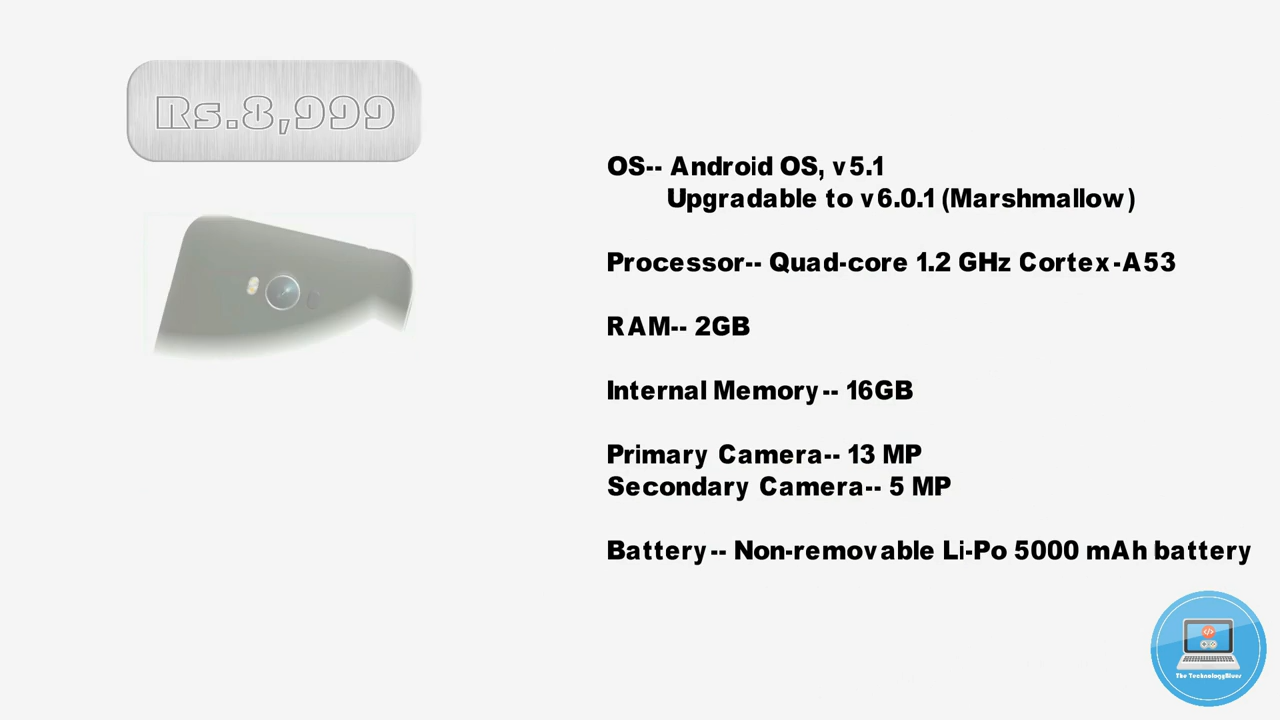 Rs.8,999
OS-- Android OS, v5.1
Upgradable to v6.0.1 (Marshmallow)
Processor-- Quad-core 1.2 GHz Cortex-A53
RAM-- 2GB
Internal Memory-- 16GB
Primary Camera-- 13 MP
Secondary Camera-- 5 MP
Battery-- Non-removable Li-Po 5000 mAh battery